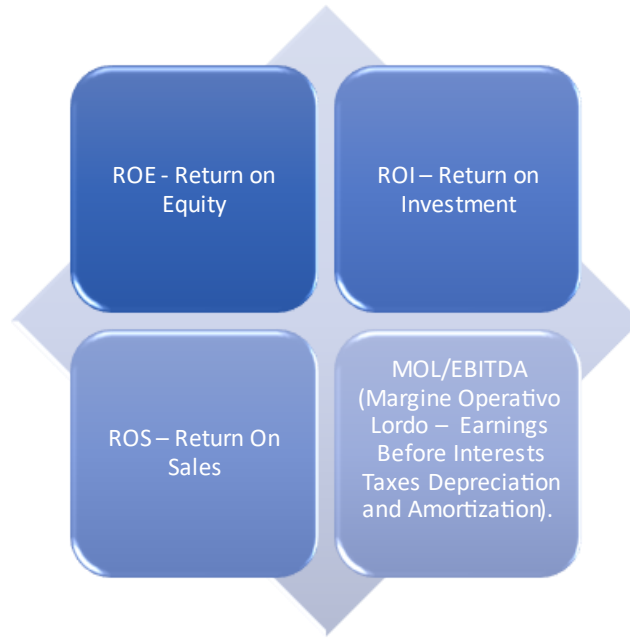 ROE - Return on
Equity
ROI – Return on
Investment
ROS – Return On
Sales
MOL/EBITDA
(Margine Operativo
Lordo – Earnings
Before Interests
Taxes Depreciation
and Amortization).